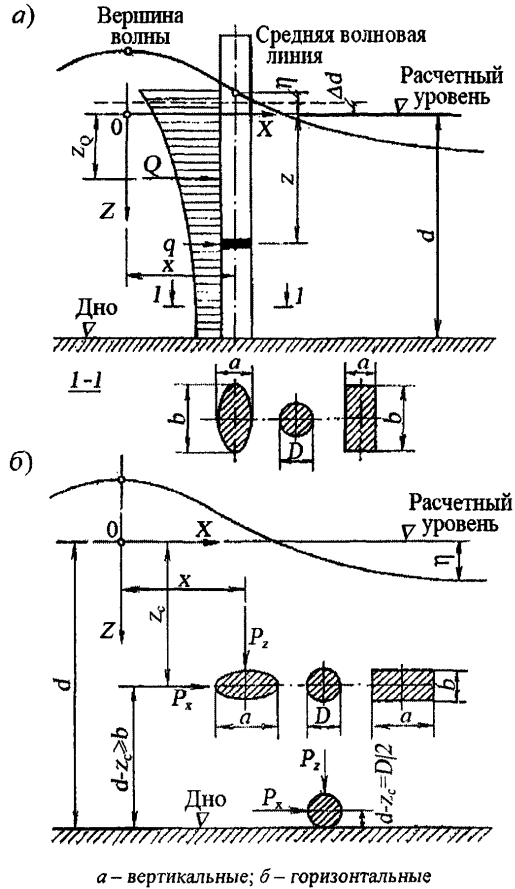 а)
Вершина
волны
Средняя волновая
линия
η
Δd
Расчетный
уровень
0
X
z_Q
Q
Z
z
d
q
x
1
1
Дно
1-1
a
a
b
b
D
б)
Расчетный
уровень
0
X
η
x
z_c
Z
P_z
d
P_x
b
a
D
a
d-z_c≥b
P_z
d-z_c=D/2
P_x
Дно
а – вертикальные; б – горизонтальные